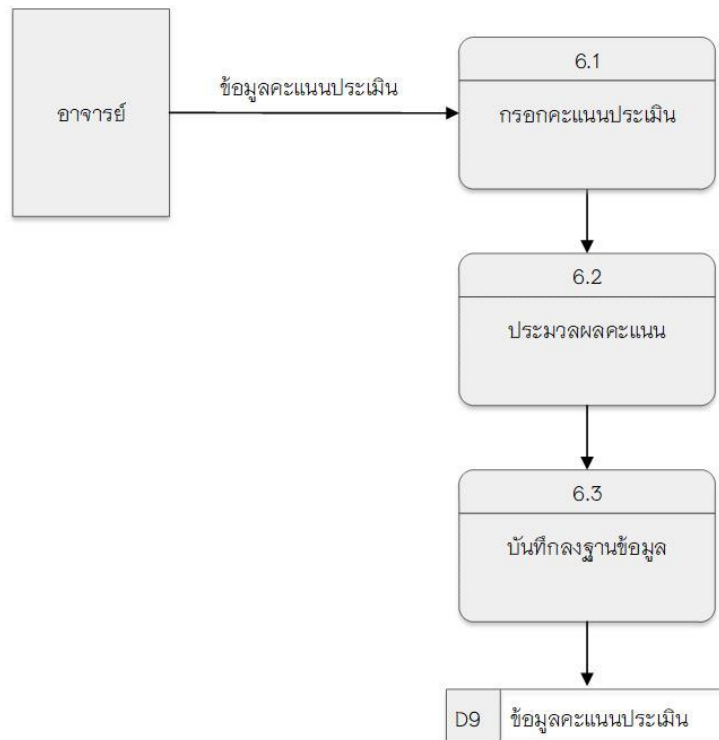 อาจารย์
ข้อมูลคะแนนประเมิน
6.1
กรอกคะแนนประเมิน
6.2
ประมวลผลคะแนน
6.3
บันทึกลงฐานข้อมูล
D9 ข้อมูลคะแนนประเมิน